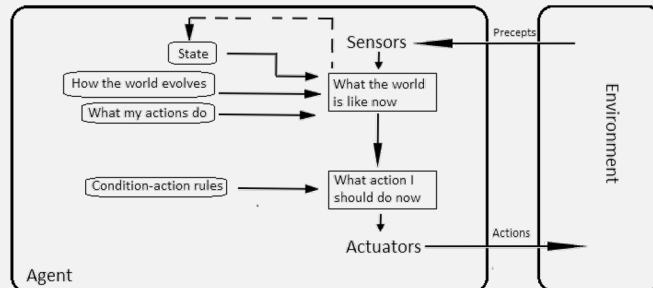 Sensors
Precepts
State
How the world evolves
What the world
is like now
What my actions do
Environment
Condition-action rules
What action I
should do now
Actions
Actuators
Agent